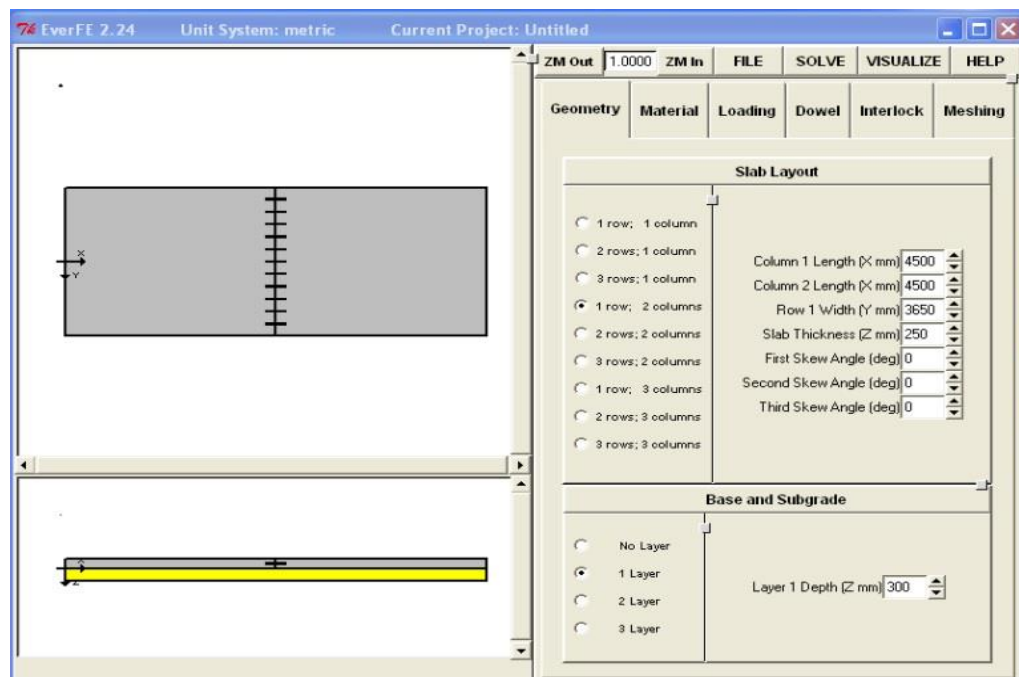 7% EverFE 2.24 Unit System: metric Current Project: Untitled
ZM Out 1.0000 ZM In FILE SOLVE VISUALIZE HELP
Geometry Material Loading Dowel Interlock Meshing
Slab Layout
1 row; 1 column
2 rows; 1 column
3 rows; 1 column
1 row; 2 columns
2 rows; 2 columns
3 rows; 2 columns
1 row; 3 columns
2 rows; 3 columns
3 rows; 3 columns
Column 1 Length (X mm) 4500
Column 2 Length (X mm) 4500
Row 1 Width (Y mm) 3650
Slab Thickness (Z mm) 250
First Skew Angle (deg) 0
Second Skew Angle (deg) 0
Third Skew Angle (deg) 0
X
Y
Base and Subgrade
No Layer
1 Layer
2 Layer
3 Layer
Layer 1 Depth (Z mm) 300
X
Z